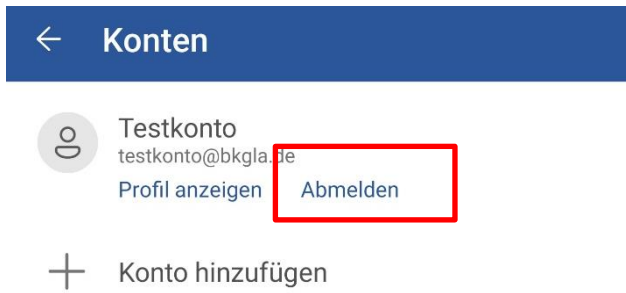 Konten
Testkonto
testkonto@bkgla.de
Profil anzeigen Abmelden
Konto hinzufügen